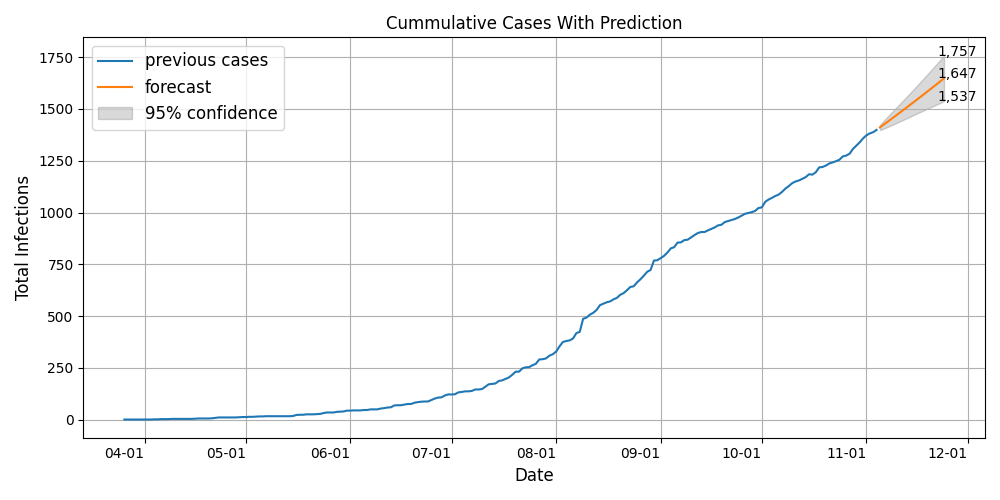 Cummulative Cases With Prediction
previous cases
forecast
95% confidence
1,757
1,647
1,537
Total Infections
1750
1500
1250
1000
750
500
250
0
04-01 05-01 06-01 07-01 08-01 09-01 10-01 11-01 12-01
Date